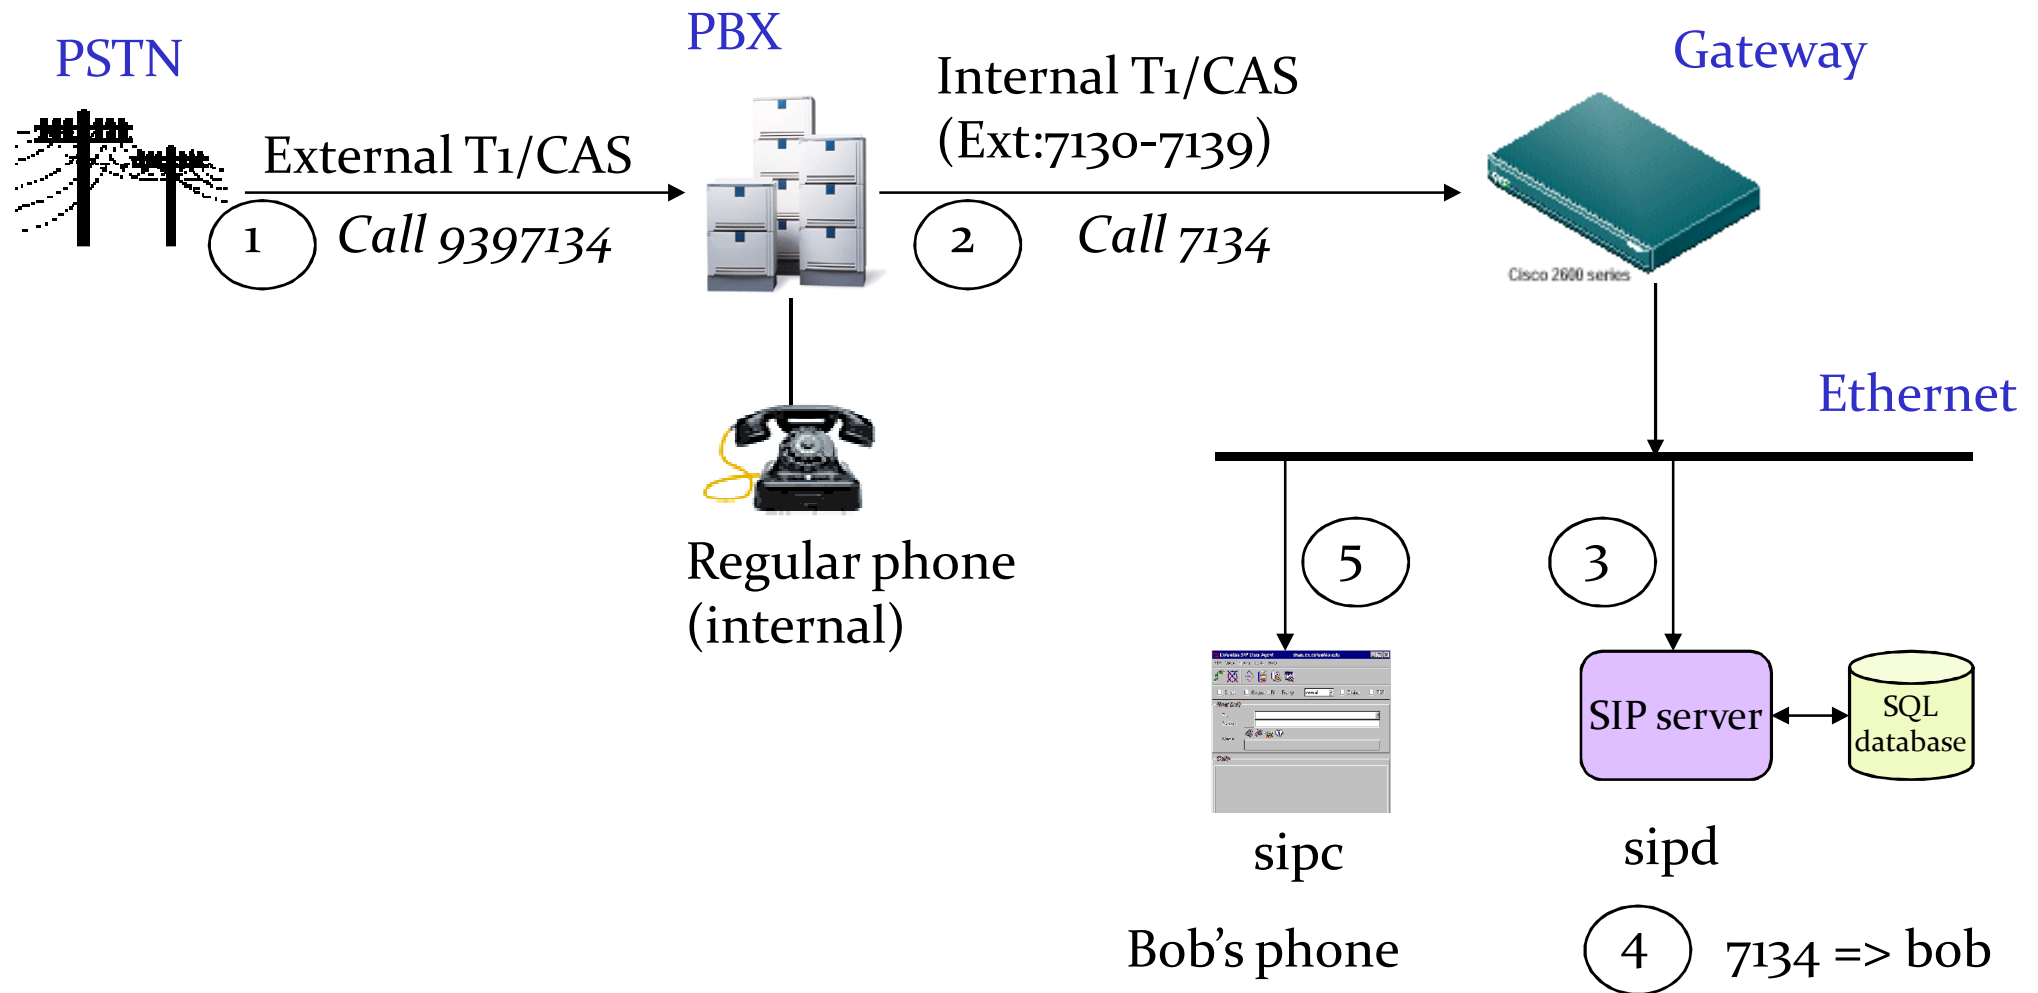 PSTN
PBX
Gateway
External T1/CAS
Internal T1/CAS
(Ext:7130-7139)
1
Call 9397134
2
Call 7134
Cisco 2600 series
Ethernet
Regular phone
(internal)
5
3
SIP server
SQL
database
sipc
sipd
Bob's phone
4
7134 => bob